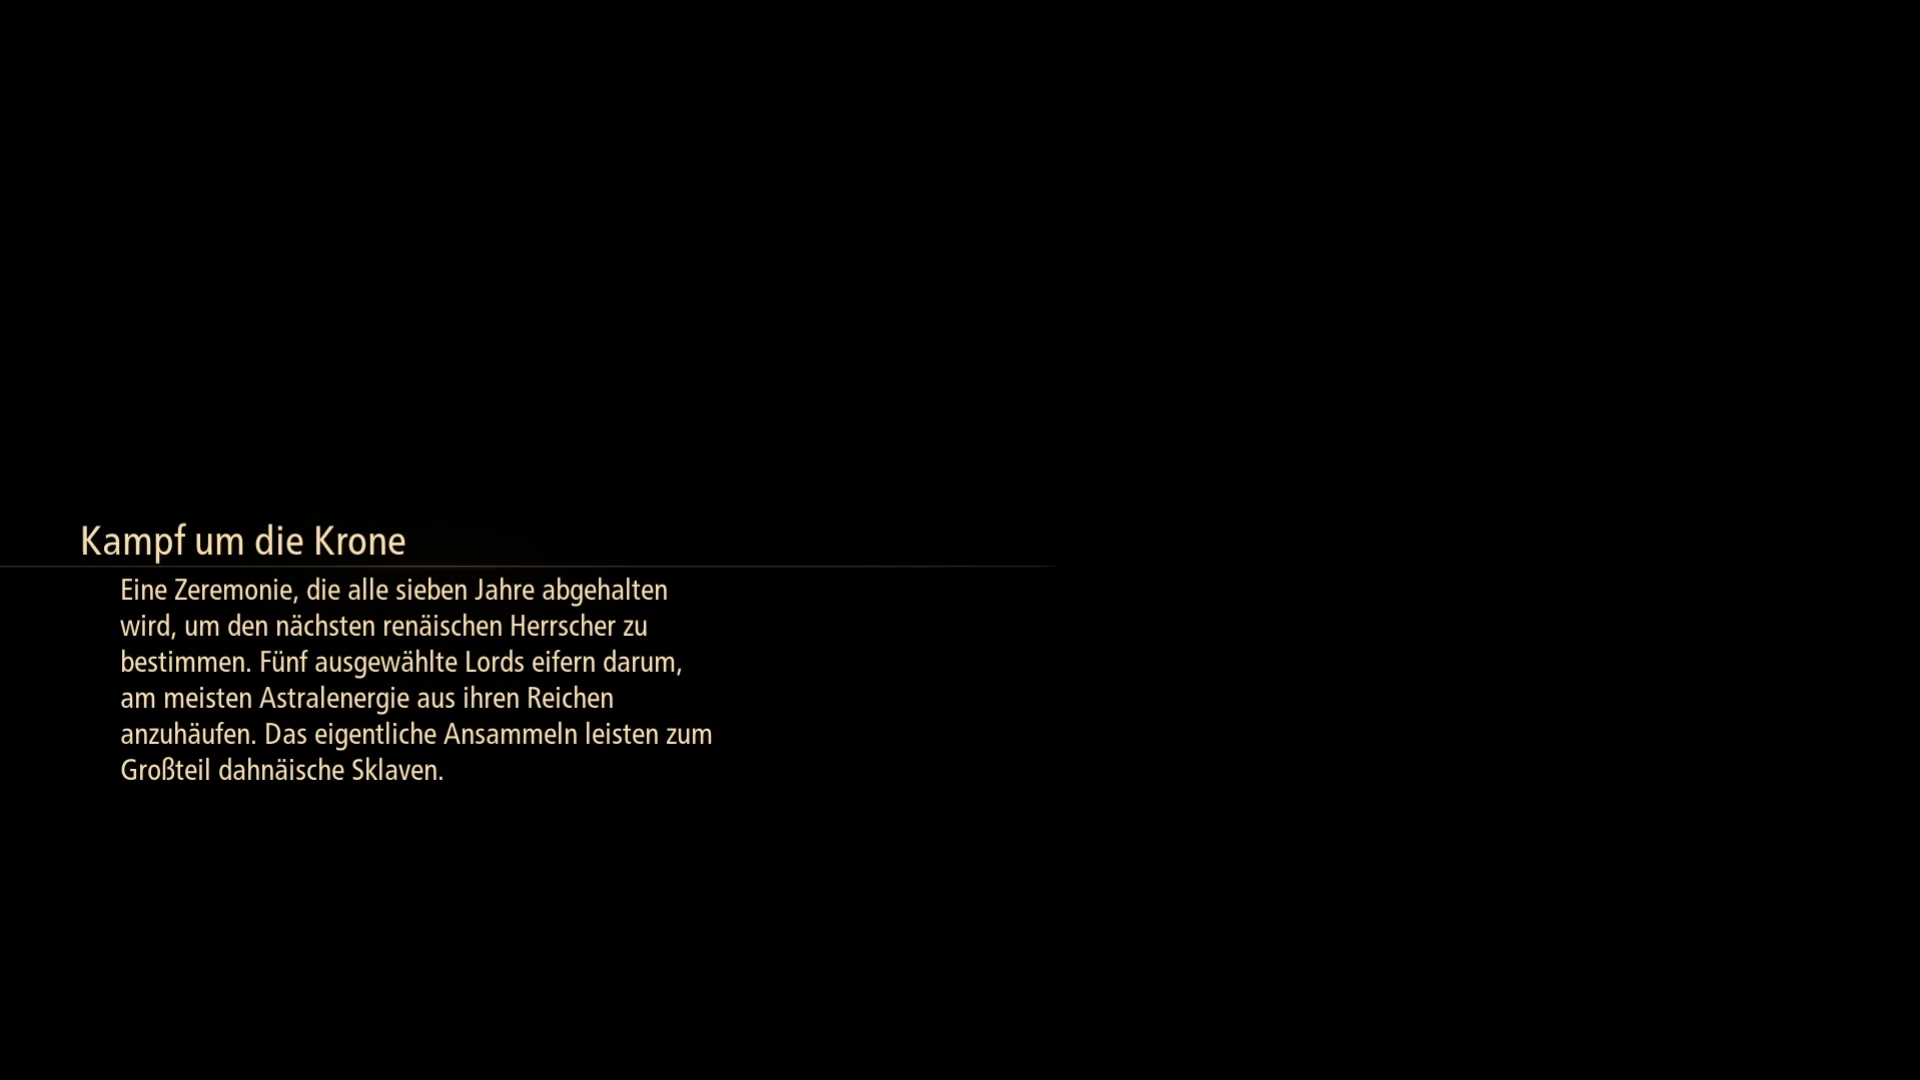 Kampf um die Krone
Eine Zeremonie, die alle sieben Jahre abgehalten
wird, um den nächsten renäischen Herrscher zu
bestimmen. Fünf ausgewählte Lords eifern darum,
am meisten Astralenergie aus ihren Reichen
anzuhäufen. Das eigentliche Ansammeln leisten zum
Großteil dahnäische Sklaven.